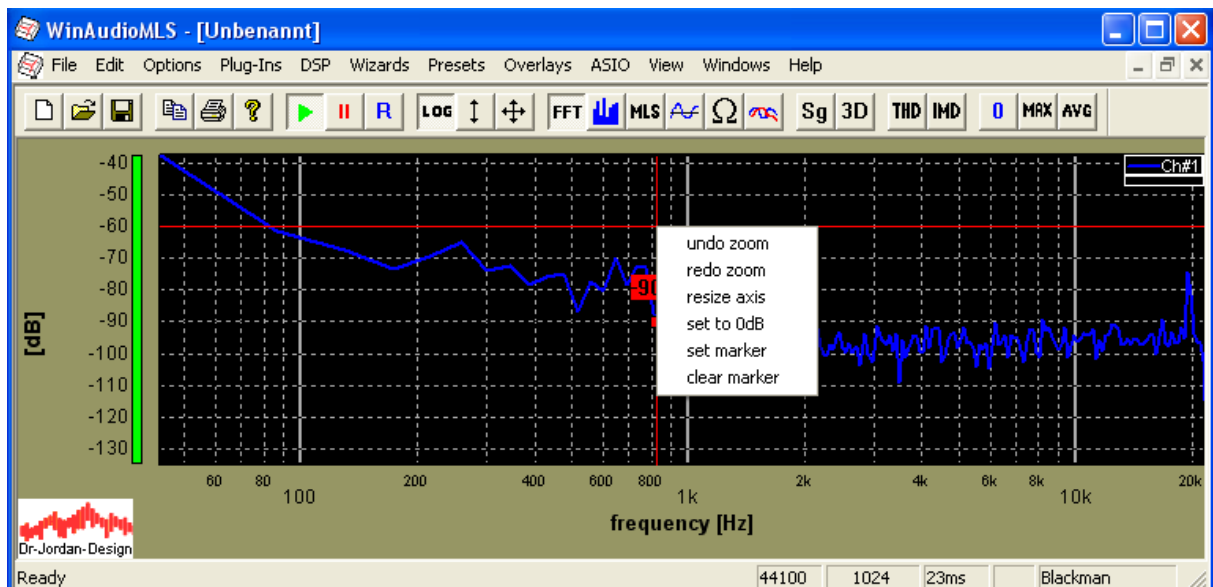 WinAudioMLS - [Unbenannt]
File Edit Options Plug-Ins DSP Wizards Presets Overlays ASIO View Windows Help
R LOG FFT MLS Ω Sg 3D THD IMD 0 MAX AVG
Ch#1
-40
-50
-60
-70
-80
-90
-100
-110
-120
-130
[dB]
undo zoom
redo zoom
resize axis
set to 0dB
set marker
clear marker
60 80 200 400 600 800 2k 4k 6k 8k 20k
100 1k 10k
frequency [Hz]
Dr-Jordan-Design
Ready 44100 1024 23ms Blackman